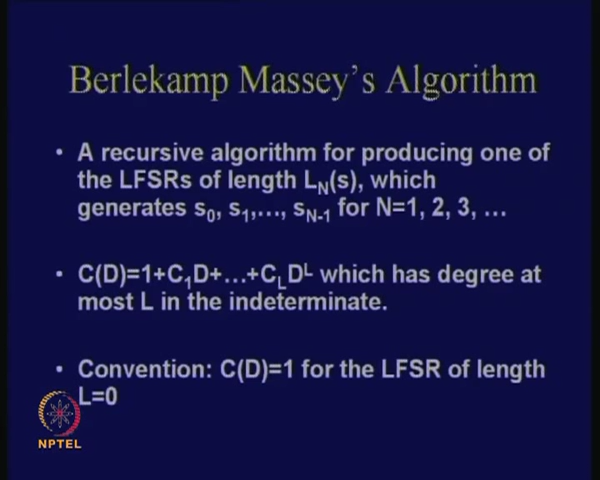 Berlekamp Massey's Algorithm
• A recursive algorithm for producing one of
the LFSRs of length L_N(s), which
generates s_0, s_1,…, s_{N-1} for N=1, 2, 3, …
• C(D)=1+C_1D+…+C_LD^L which has degree at
most L in the indeterminate.
• Convention: C(D)=1 for the LFSR of length
L=0
NPTEL